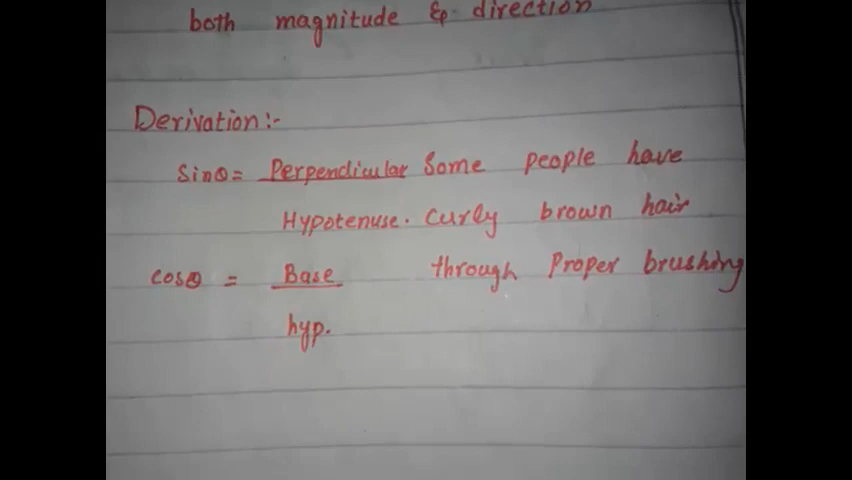 both magnitude & direction
Derivation:-
Sinθ = Perpendicular Some people have
Hypotenuse. Curly brown hair
cosθ = Base through Proper brushing
hyp.